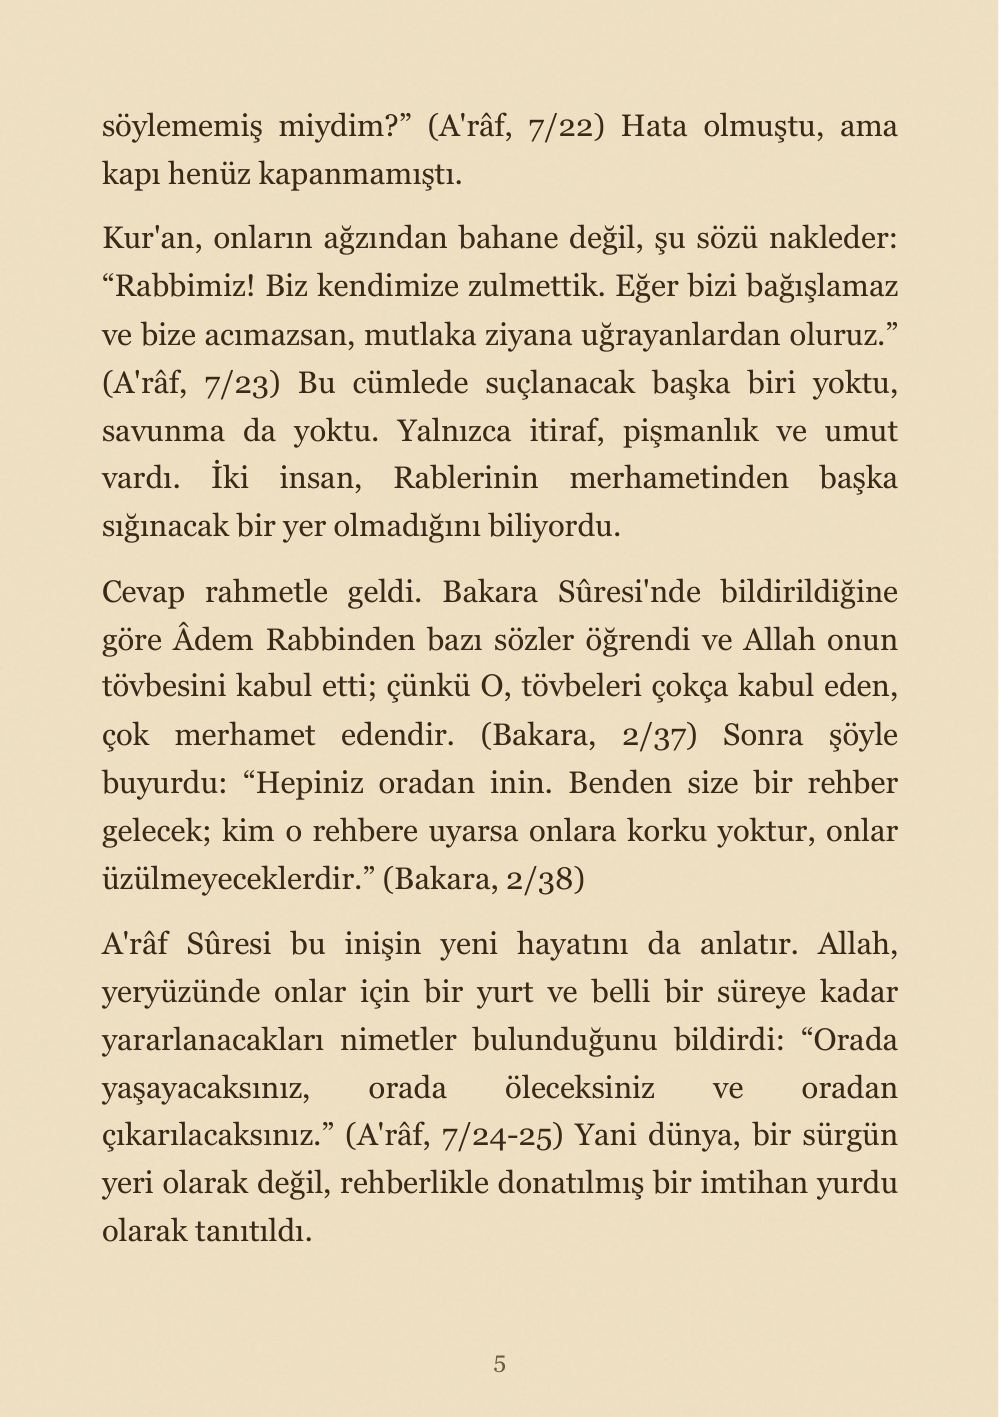 söylememiş miydim?” (A'râf, 7/22) Hata olmuştu, ama
kapı henüz kapanmamıştı.
Kur'an, onların ağzından bahane değil, şu sözü nakleder:
“Rabbimiz! Biz kendimize zulmettik. Eğer bizi bağışlamaz
ve bize acımazsan, mutlaka ziyana uğrayanlardan oluruz.”
(A'râf, 7/23) Bu cümlede suçlanacak başka biri yoktu,
savunma da yoktu. Yalnızca itiraf, pişmanlık ve umut
vardı. İki insan, Rablerinin merhametinden başka
sığınacak bir yer olmadığını biliyordu.
Cevap rahmetle geldi. Bakara Sûresi'nde bildirildiğine
göre Âdem Rabbinden bazı sözler öğrendi ve Allah onun
tövbesini kabul etti; çünkü O, tövbeleri çokça kabul eden,
çok merhamet edendir. (Bakara, 2/37) Sonra şöyle
buyurdu: “Hepiniz oradan inin. Benden size bir rehber
gelecek; kim o rehbere uyarsa onlara korku yoktur, onlar
üzülmeyeceklerdir.” (Bakara, 2/38)
A'râf Sûresi bu inişin yeni hayatını da anlatır. Allah,
yeryüzünde onlar için bir yurt ve belli bir süreye kadar
yararlanacakları nimetler bulunduğunu bildirdi: “Orada
yaşayacaksınız, orada öleceksiniz ve oradan
çıkarılacaksınız.” (A'râf, 7/24-25) Yani dünya, bir sürgün
yeri olarak değil, rehberlikle donatılmış bir imtihan yurdu
olarak tanıtıldı.
5